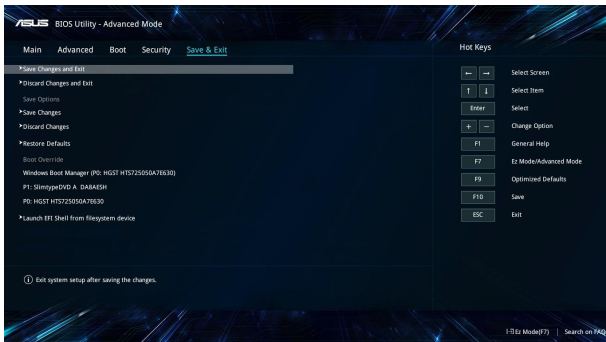 ASUS BIOS Utility - Advanced Mode
Main Advanced Boot Security Save & Exit
Save Changes and Exit
Discard Changes and Exit
Save Options
Save Changes
Discard Changes
Restore Defaults
Boot Override
Windows Boot Manager (P0: HGST HTS725050A7E630)
P1: SlimtypeDVD A DA8AESH
P0: HGST HTS725050A7E630
Launch EFI Shell from filesystem device
Exit system setup after saving the changes.
Hot Keys
← → Select Screen
↑ ↓ Select Item
Enter Select
+ − Change Option
F1 General Help
F7 Ez Mode/Advanced Mode
F9 Optimized Defaults
F10 Save
ESC Exit
Ez Mode(F7) | Search on FAQ